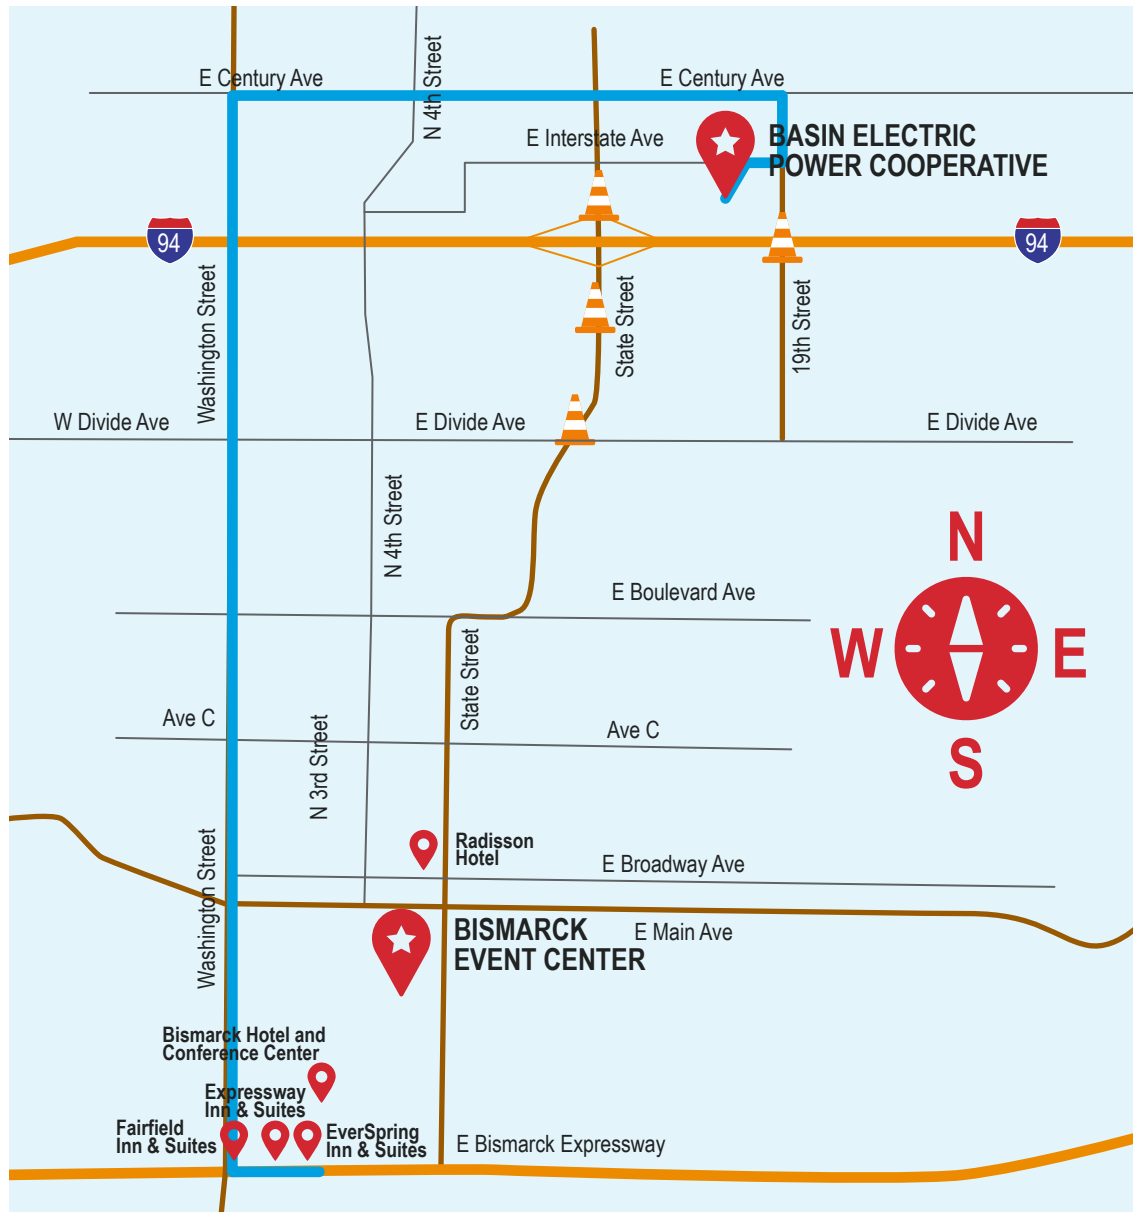 E Century Ave
E Century Ave
N 4th Street
E Interstate Ave
BASIN ELECTRIC
POWER COOPERATIVE
94
94
Washington Street
State Street
19th Street
W Divide Ave
E Divide Ave
E Divide Ave
N 4th Street
N
W
E
S
E Boulevard Ave
State Street
Ave C
Ave C
N 3rd Street
Radisson
Hotel
E Broadway Ave
Washington Street
BISMARCK
EVENT CENTER
E Main Ave
Bismarck Hotel and
Conference Center
Expressway
Inn & Suites
Fairfield
Inn & Suites
EverSpring
Inn & Suites
E Bismarck Expressway